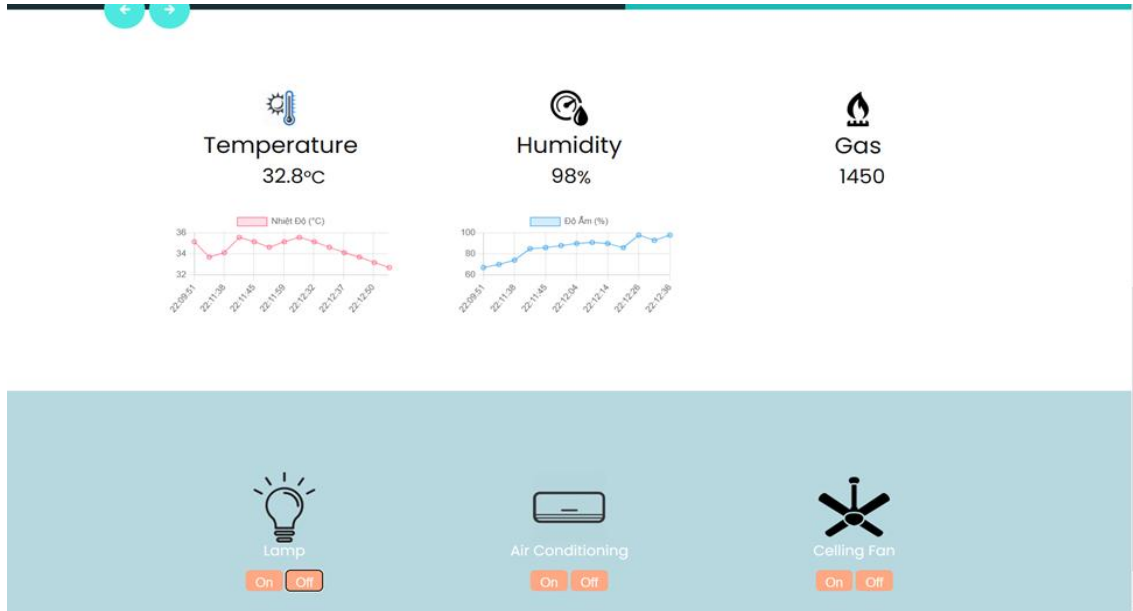 Temperature
32.8°C
Nhiệt Độ (°C)
36
34
32
22:09:51
22:11:38
22:11:45
22:11:59
22:12:32
22:12:37
22:12:50
Humidity
98%
Độ Ẩm (%)
100
80
60
22:09:51
22:11:38
22:11:45
22:12:04
22:12:14
22:12:26
22:12:36
Gas
1450
Lamp
On Off
Air Conditioning
On Off
Celling Fan
On Off